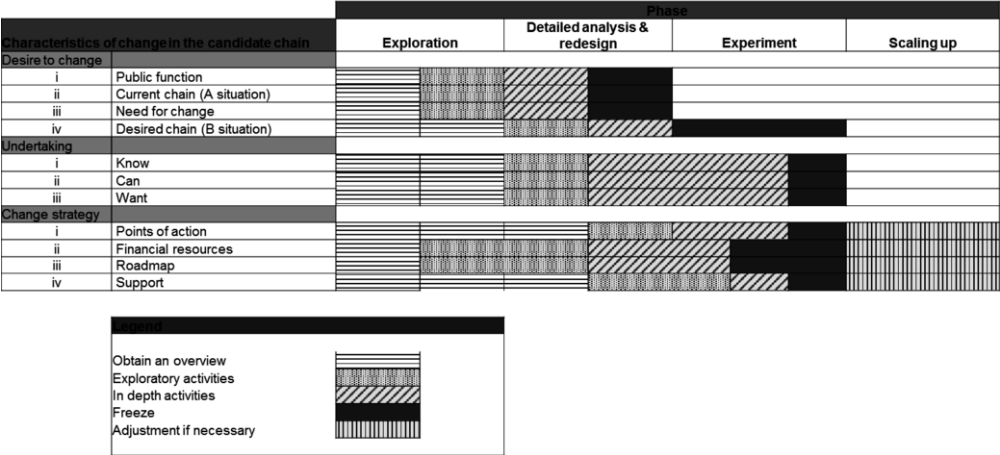 Phase
Characteristics of change in the candidate chain
Exploration
Detailed analysis &
redesign
Experiment
Scaling up
Desire to change
i Public function
ii Current chain (A situation)
iii Need for change
iv Desired chain (B situation)
Undertaking
i Know
ii Can
iii Want
Change strategy
i Points of action
ii Financial resources
iii Roadmap
iv Support
Legend
Obtain an overview
Exploratory activities
In depth activities
Freeze
Adjustment if necessary